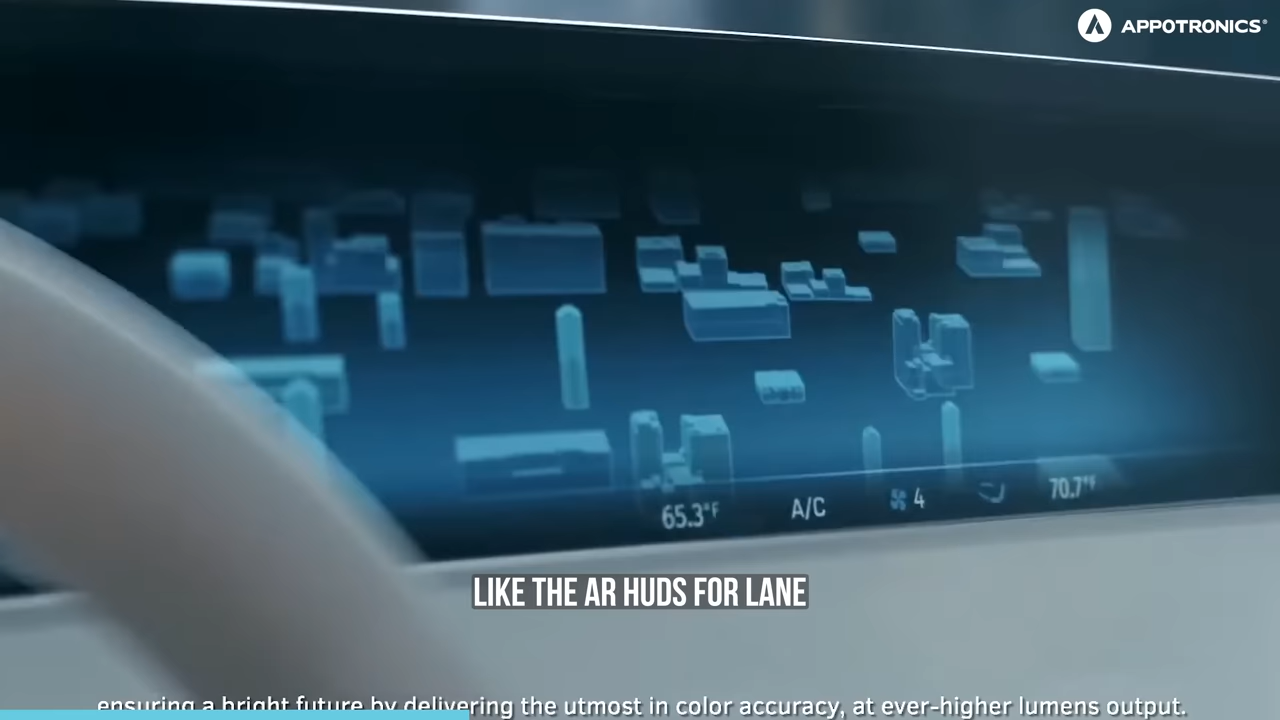 APPOTRONICS®
65.3°F A/C 4 70.7°F
LIKE THE AR HUDS FOR LANE
ensuring a bright future by delivering the utmost in color accuracy, at ever-higher lumens output.